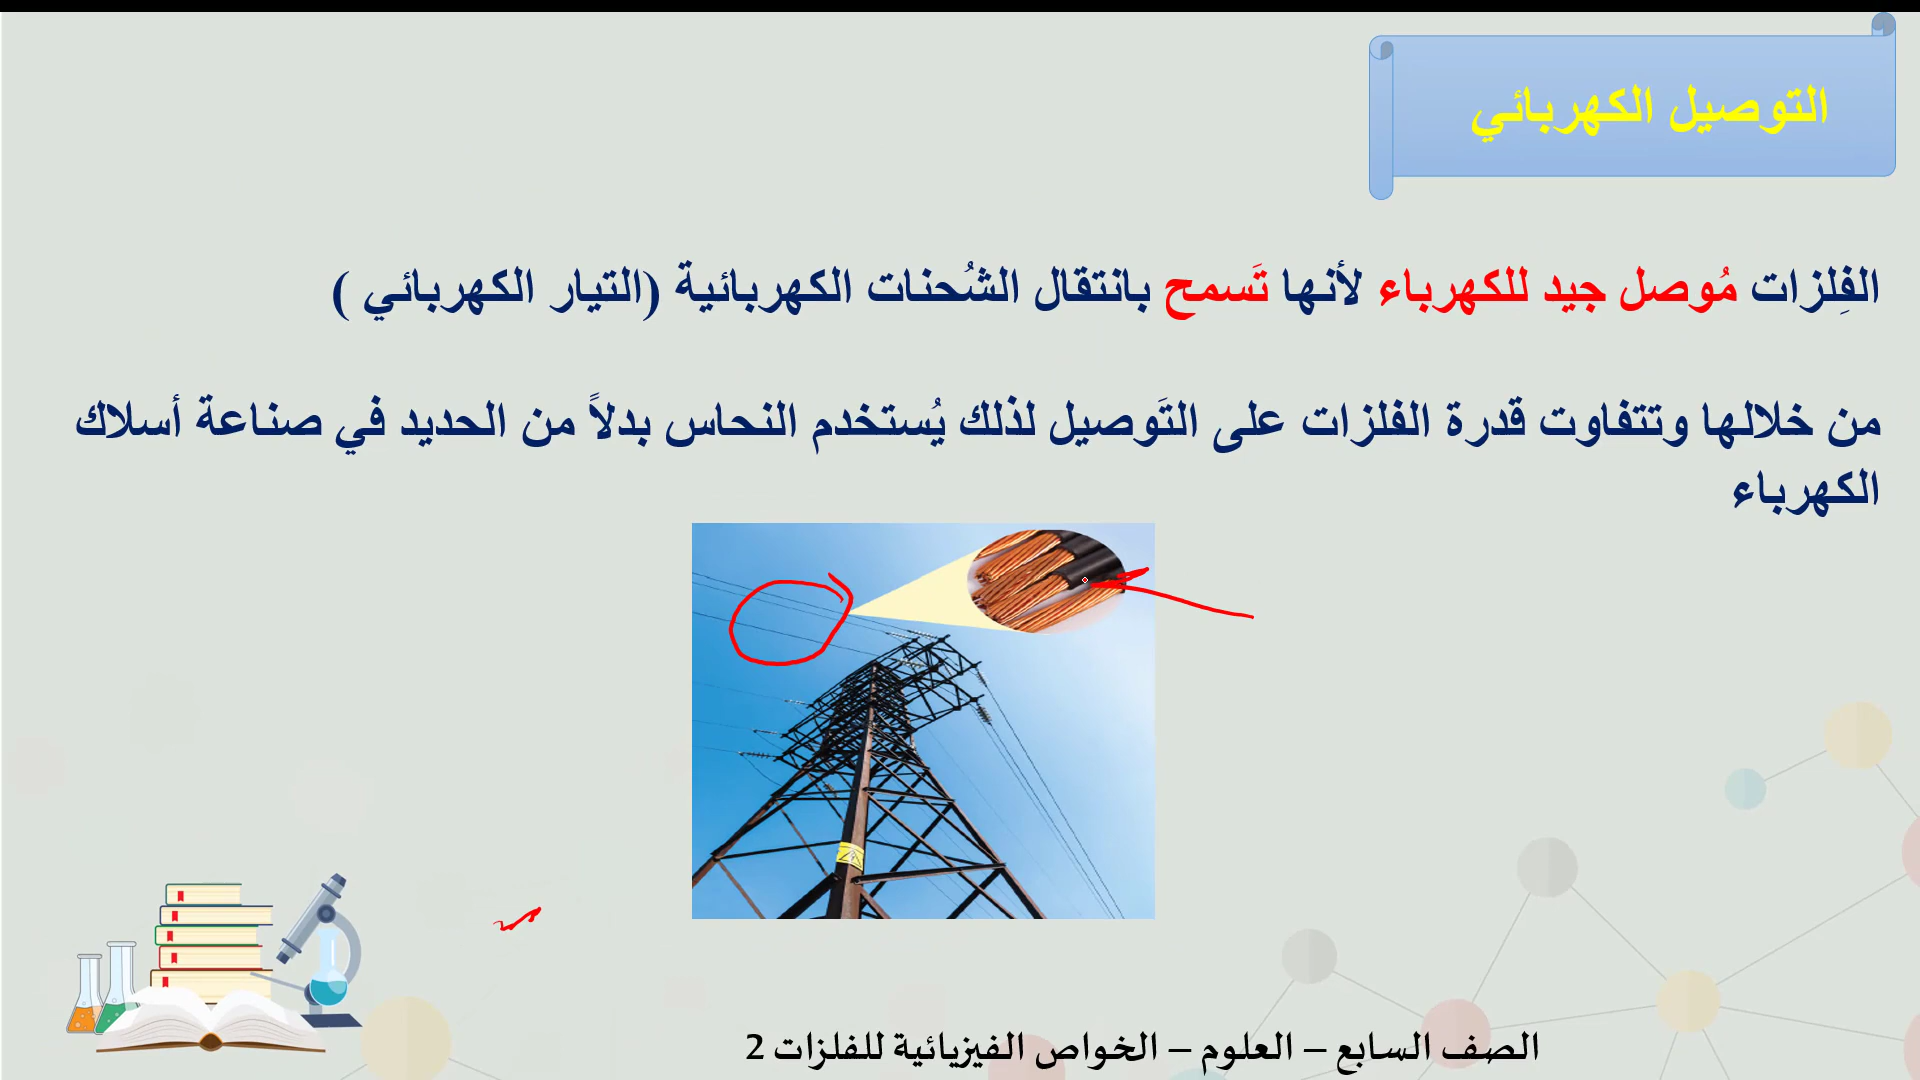 التوصيل الكهربائي
الفِلزات مُوصل جيد للكهرباء لأنها تَسمح بانتقال الشُحنات الكهربائية (التيار الكهربائي )
من خلالها وتتفاوت قدرة الفلزات على التَوصيل لذلك يُستخدم النحاس بدلاً من الحديد في صناعة أسلاك
الكهرباء
الصف السابع – العلوم – الخواص الفيزيائية للفلزات 2